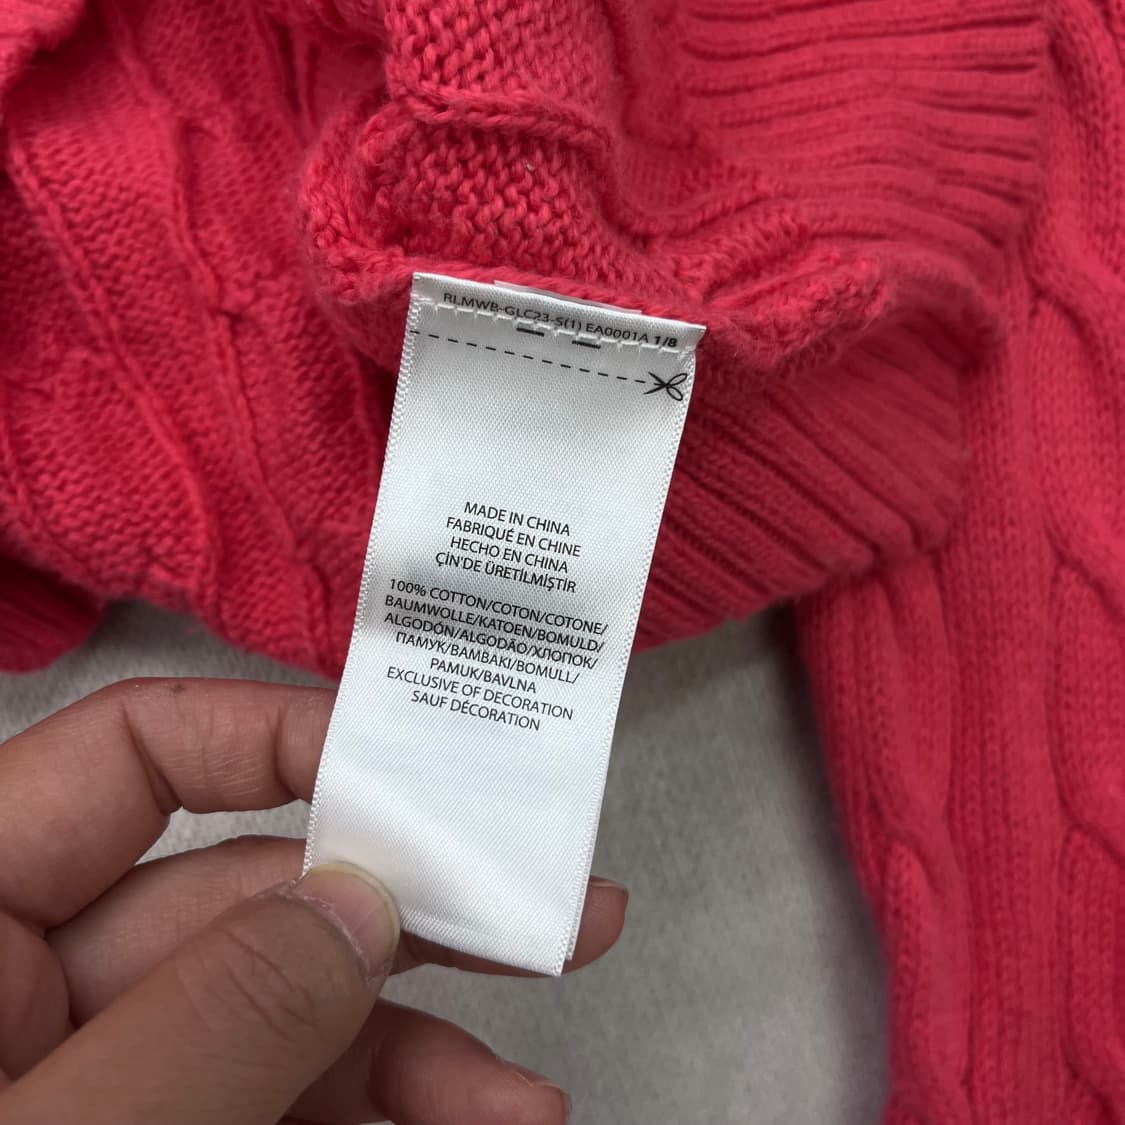 RLMWB-GLC23-S(1) EA0001A 1/8
MADE IN CHINA
FABRIQUÉ EN CHINE
HECHO EN CHINA
ÇİN'DE ÜRETİLMİŞTİR
100% COTTON/COTON/COTONE/
BAUMWOLLE/KATOEN/BOMULD/
ALGODÓN/ALGODÃO/ХЛОПОК/
ПАМУК/BAMBAKI/BOMULL/
PAMUK/BAVLNA
EXCLUSIVE OF DECORATION
SAUF DÉCORATION